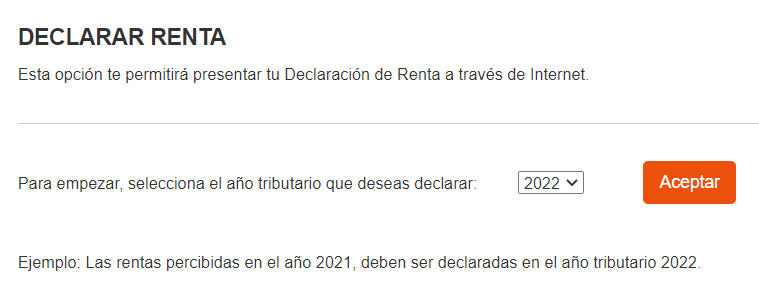 DECLARAR RENTA
Esta opción te permitirá presentar tu Declaración de Renta a través de Internet.
Para empezar, selecciona el año tributario que deseas declarar: 2022 Aceptar
Ejemplo: Las rentas percibidas en el año 2021, deben ser declaradas en el año tributario 2022.